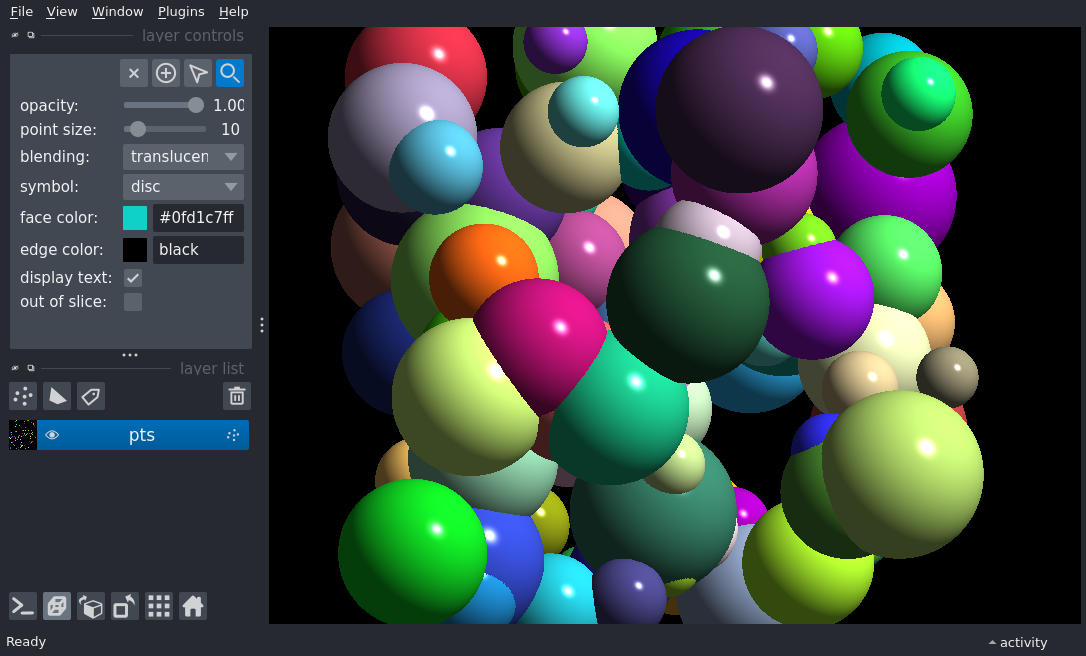 File View Window Plugins Help
layer controls
opacity: 1.00
point size: 10
blending: translucen
symbol: disc
face color: #0fd1c7ff
edge color: black
display text:
out of slice:
layer list
pts
Ready
activity